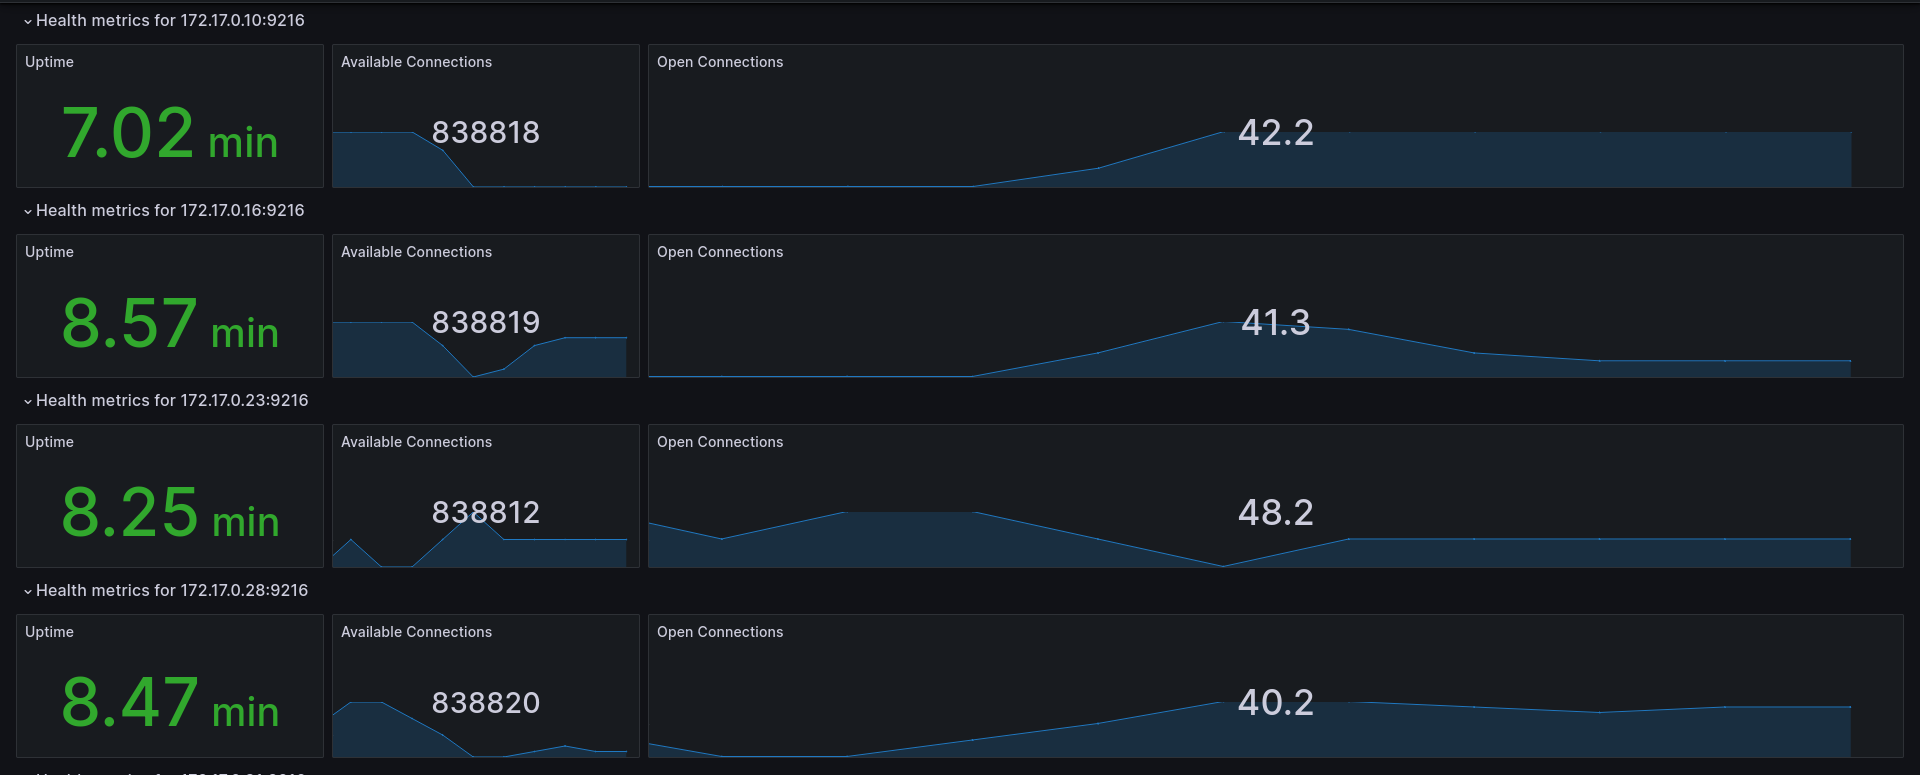 Health metrics for 172.17.0.10:9216
Uptime
Available Connections
Open Connections
7.02 min
838818
42.2
Health metrics for 172.17.0.16:9216
Uptime
Available Connections
Open Connections
8.57 min
838819
41.3
Health metrics for 172.17.0.23:9216
Uptime
Available Connections
Open Connections
8.25 min
838812
48.2
Health metrics for 172.17.0.28:9216
Uptime
Available Connections
Open Connections
8.47 min
838820
40.2